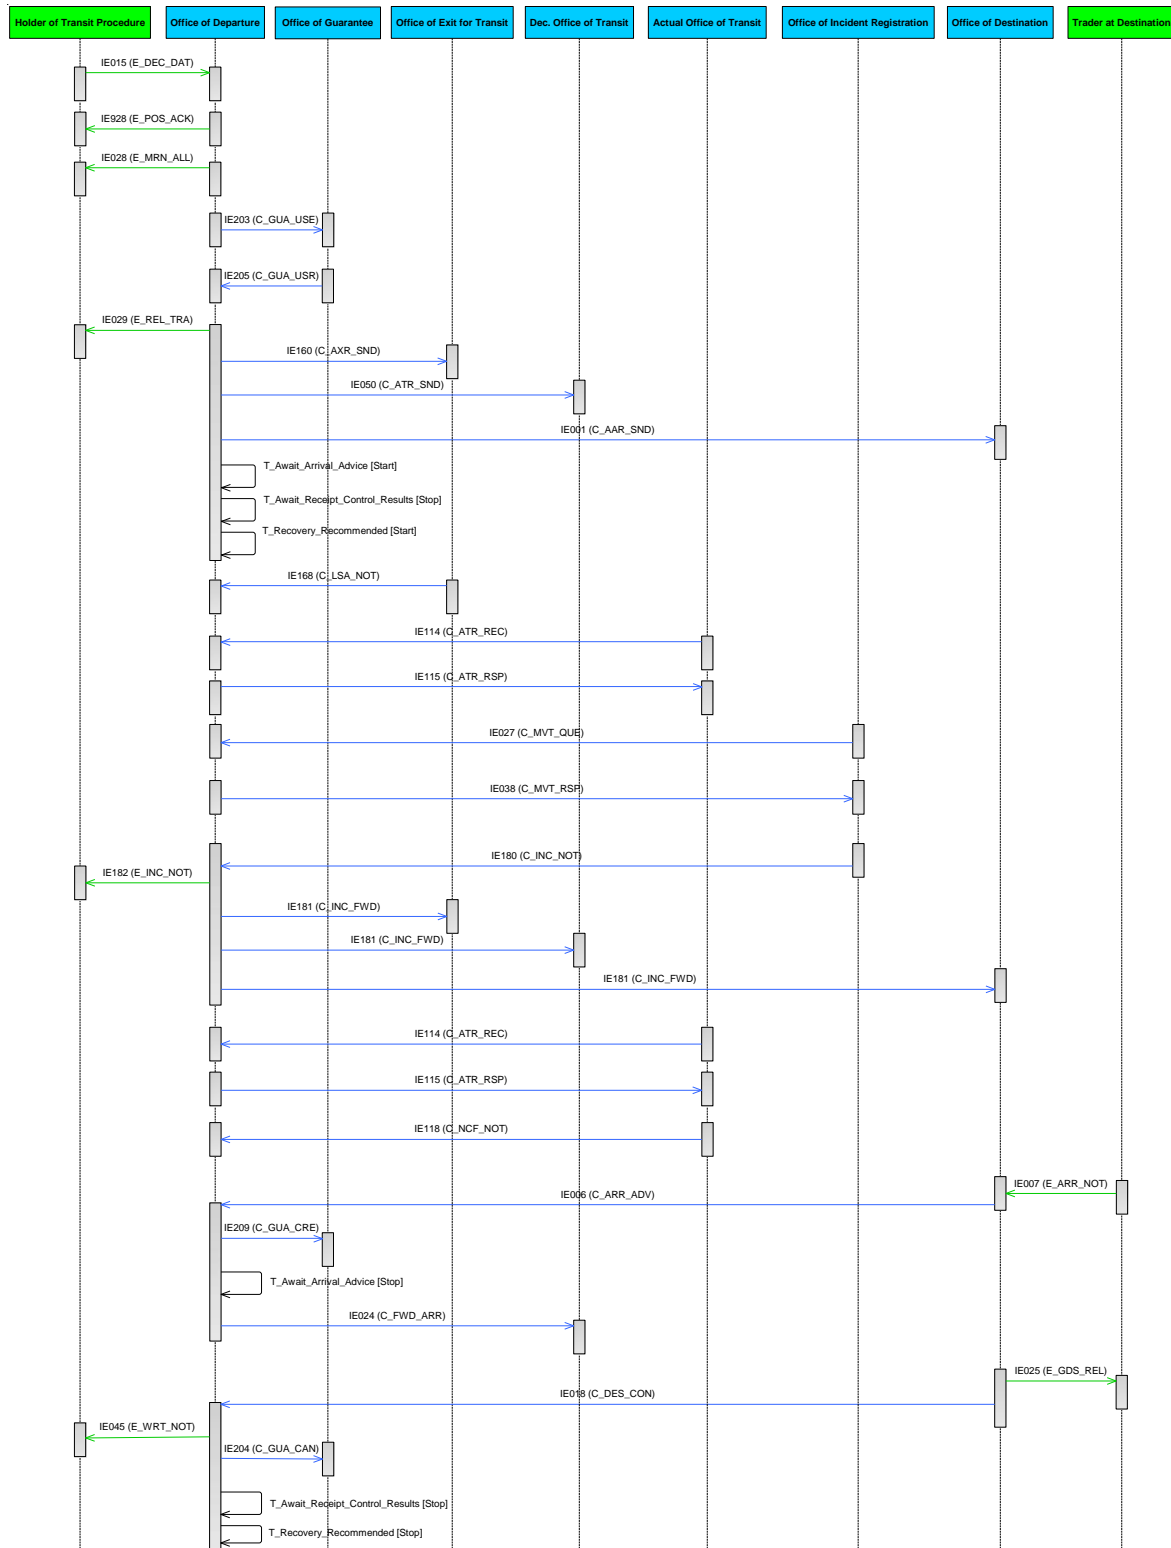 Holder of Transit Procedure
Office of Departure
Office of Guarantee
Office of Exit for Transit
Dec. Office of Transit
Actual Office of Transit
Office of Incident Registration
Office of Destination
Trader at Destination
IE015 (E_DEC_DAT)
IE928 (E_POS_ACK)
IE028 (E_MRN_ALL)
IE203 (C_GUA_USE)
IE205 (C_GUA_USR)
IE029 (E_REL_TRA)
IE160 (C_AXR_SND)
IE050 (C_ATR_SND)
IE001 (C_AAR_SND)
T_Await_Arrival_Advice [Start]
T_Await_Receipt_Control_Results [Stop]
T_Recovery_Recommended [Start]
IE168 (C_LSA_NOT)
IE114 (C_ATR_REC)
IE115 (C_ATR_RSP)
IE027 (C_MVT_QUE)
IE038 (C_MVT_RSP)
IE180 (C_INC_NOT)
IE182 (E_INC_NOT)
IE181 (C_INC_FWD)
IE181 (C_INC_FWD)
IE181 (C_INC_FWD)
IE114 (C_ATR_REC)
IE115 (C_ATR_RSP)
IE118 (C_NCF_NOT)
IE007 (E_ARR_NOT)
IE006 (C_ARR_ADV)
IE209 (C_GUA_CRE)
T_Await_Arrival_Advice [Stop]
IE024 (C_FWD_ARR)
IE025 (E_GDS_REL)
IE018 (C_DES_CON)
IE045 (E_WRT_NOT)
IE204 (C_GUA_CAN)
T_Await_Receipt_Control_Results [Stop]
T_Recovery_Recommended [Stop]